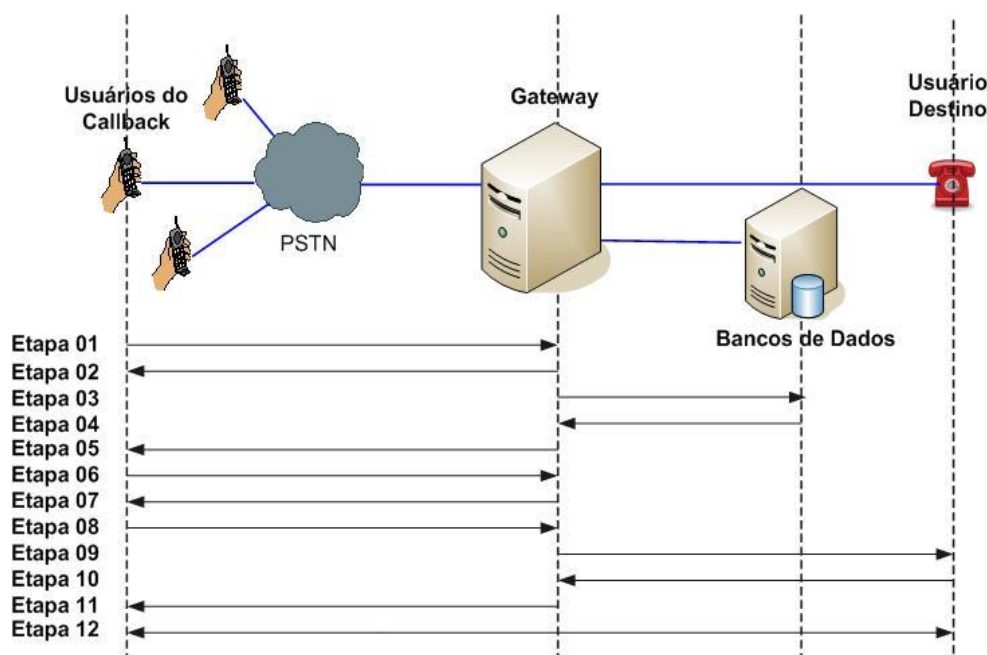 Usuários do
Callback
Gateway
Usuário
Destino
PSTN
Bancos de Dados
Etapa 01
Etapa 02
Etapa 03
Etapa 04
Etapa 05
Etapa 06
Etapa 07
Etapa 08
Etapa 09
Etapa 10
Etapa 11
Etapa 12